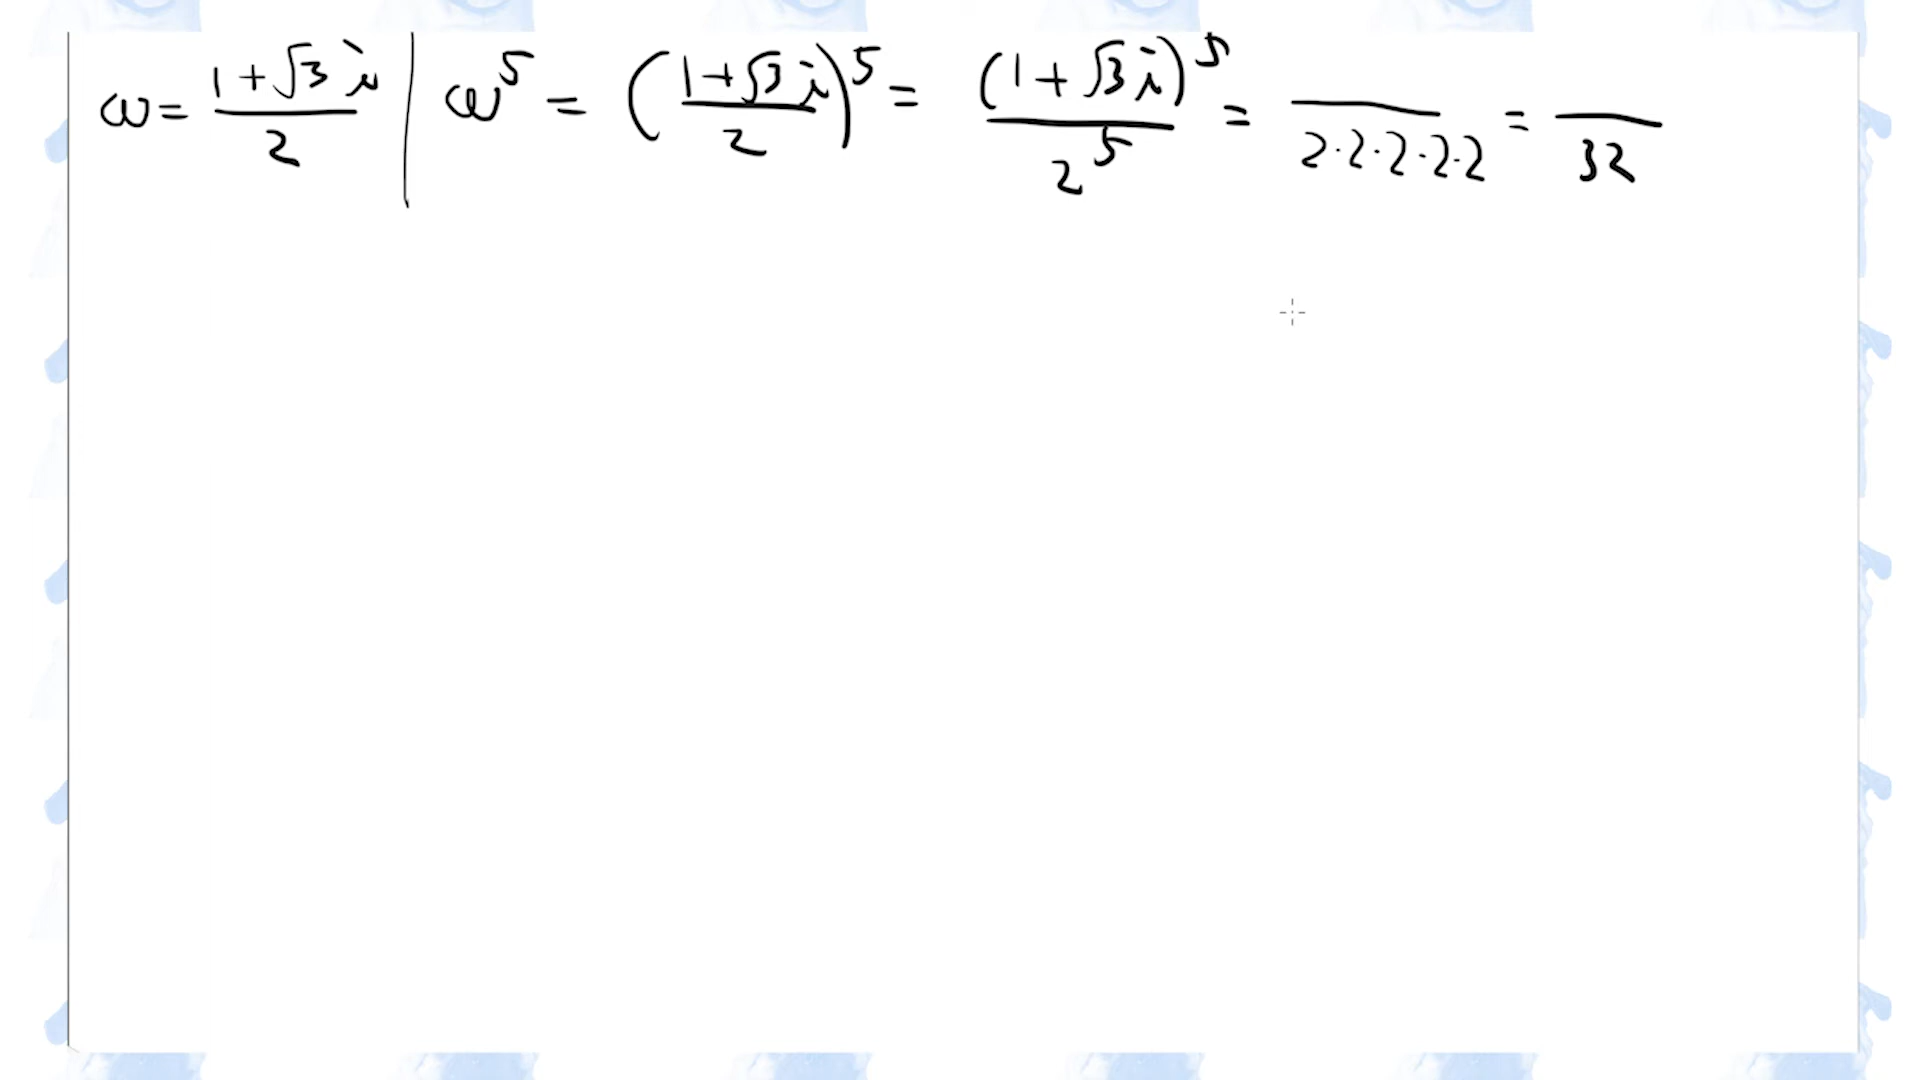 ω = (1+√3 i)/2 | ω^5 = ((1+√3 i)/2)^5 = (1+√3 i)^5/2^5 = /(2·2·2·2·2) = /32